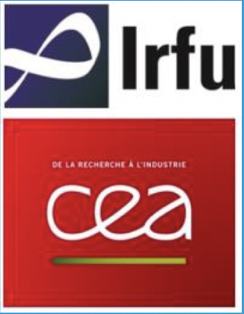 Irfu
DE LA RECHERCHE À L'INDUSTRIE
cea